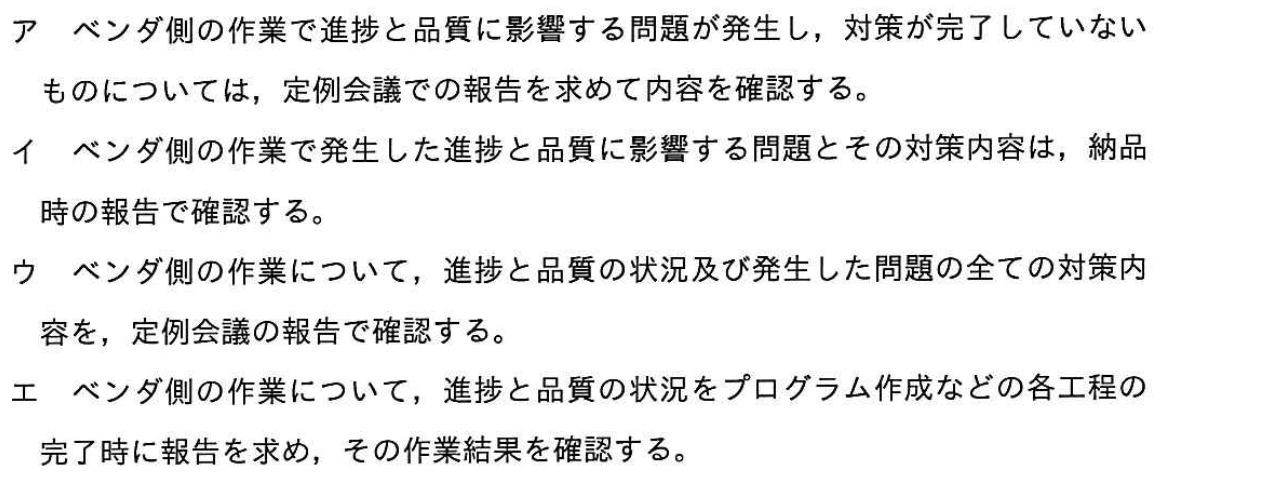 ア　ベンダ側の作業で進捗と品質に影響する問題が発生し，対策が完了していない
ものについては，定例会議での報告を求めて内容を確認する。
イ　ベンダ側の作業で発生した進捗と品質に影響する問題とその対策内容は，納品
時の報告で確認する。
ウ　ベンダ側の作業について，進捗と品質の状況及び発生した問題の全ての対策内
容を，定例会議の報告で確認する。
エ　ベンダ側の作業について，進捗と品質の状況をプログラム作成などの各工程の
完了時に報告を求め，その作業結果を確認する。